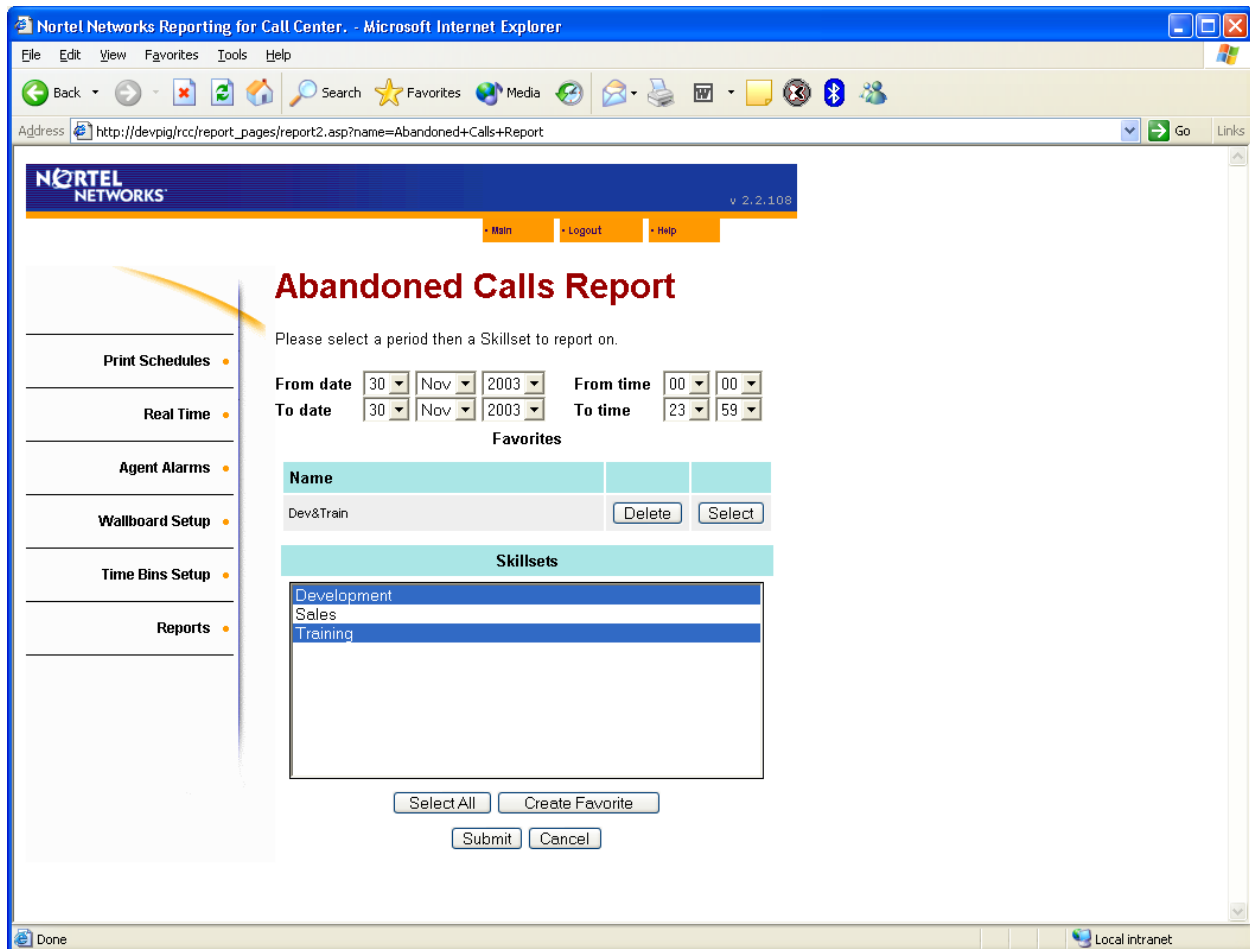 Nortel Networks Reporting for Call Center. - Microsoft Internet Explorer
File Edit View Favorites Tools Help
Back Search Favorites Media
Address http://devpig/rcc/report_pages/report2.asp?name=Abandoned+Calls+Report Go Links
NORTEL
NETWORKS
v 2.2.108
• Main • Logout • Help
Abandoned Calls Report
Please select a period then a Skillset to report on.
From date 30 Nov 2003 From time 00 00
To date 30 Nov 2003 To time 23 59
Favorites
Name
Dev&Train Delete Select
Skillsets
Development
Sales
Training
Select All Create Favorite
Submit Cancel
Print Schedules
Real Time
Agent Alarms
Wallboard Setup
Time Bins Setup
Reports
Done Local intranet